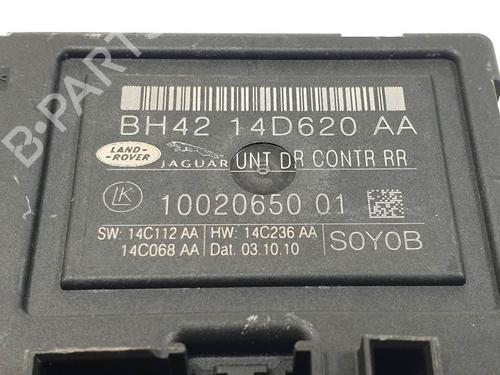 BH42 14D620 AA
LAND-ROVER
JAGUAR UNT DR CONTR RR
LK 10020650 01
SW: 14C112 AA HW: 14C236 AA
14C068 AA Dat. 03.10.10
S0Y0B
B-PARTS